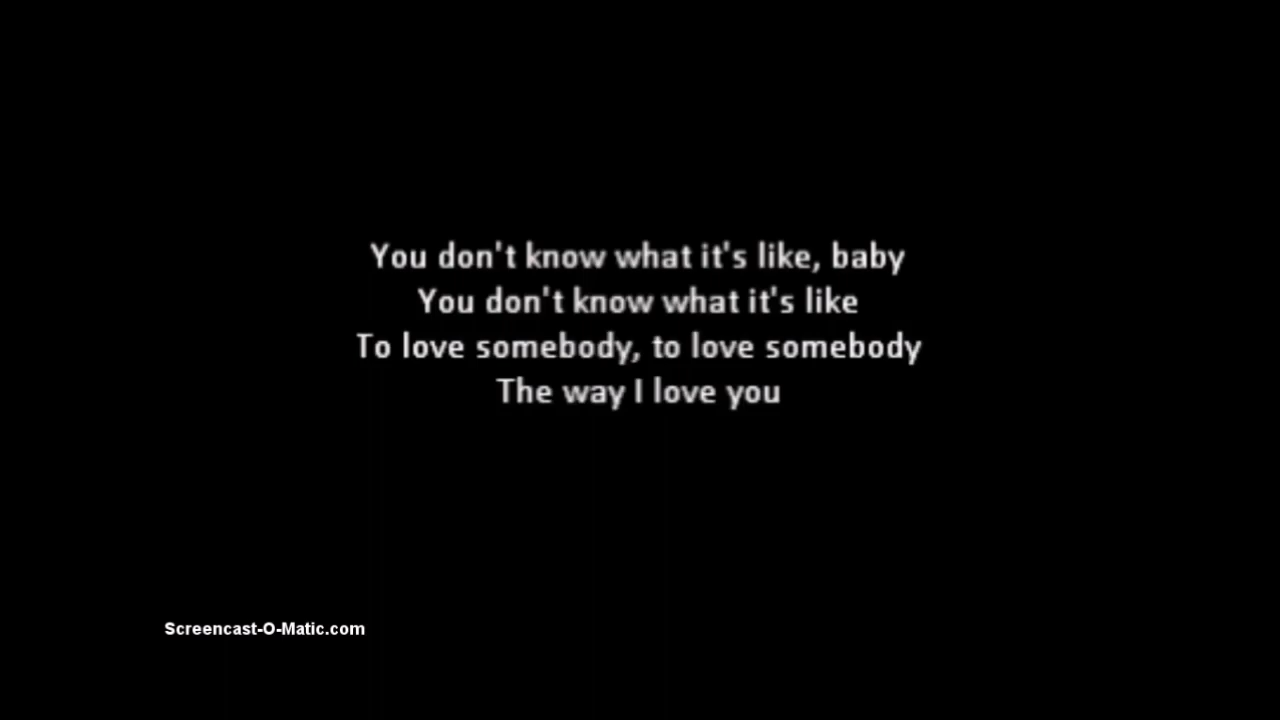 You don't know what it's like, baby
You don't know what it's like
To love somebody, to love somebody
The way I love you
Screencast-O-Matic.com